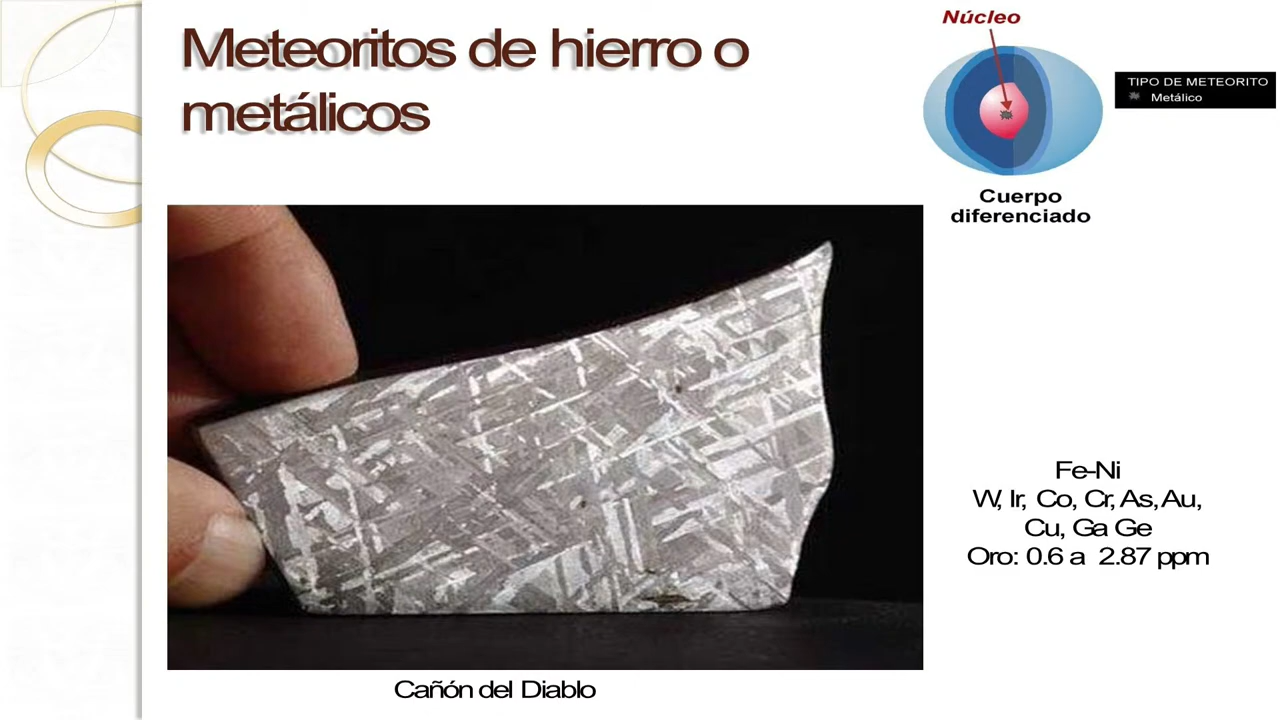 Meteoritos de hierro o
metálicos
Núcleo
TIPO DE METEORITO
Metálico
Cuerpo
diferenciado
Fe-Ni
W, Ir, Co, Cr, As, Au,
Cu, Ga Ge
Oro: 0.6 a 2.87 ppm
Cañón del Diablo